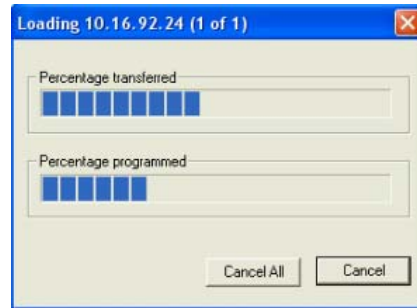 Loading 10.16.92.24 (1 of 1)
Percentage transferred
Percentage programmed
Cancel All
Cancel